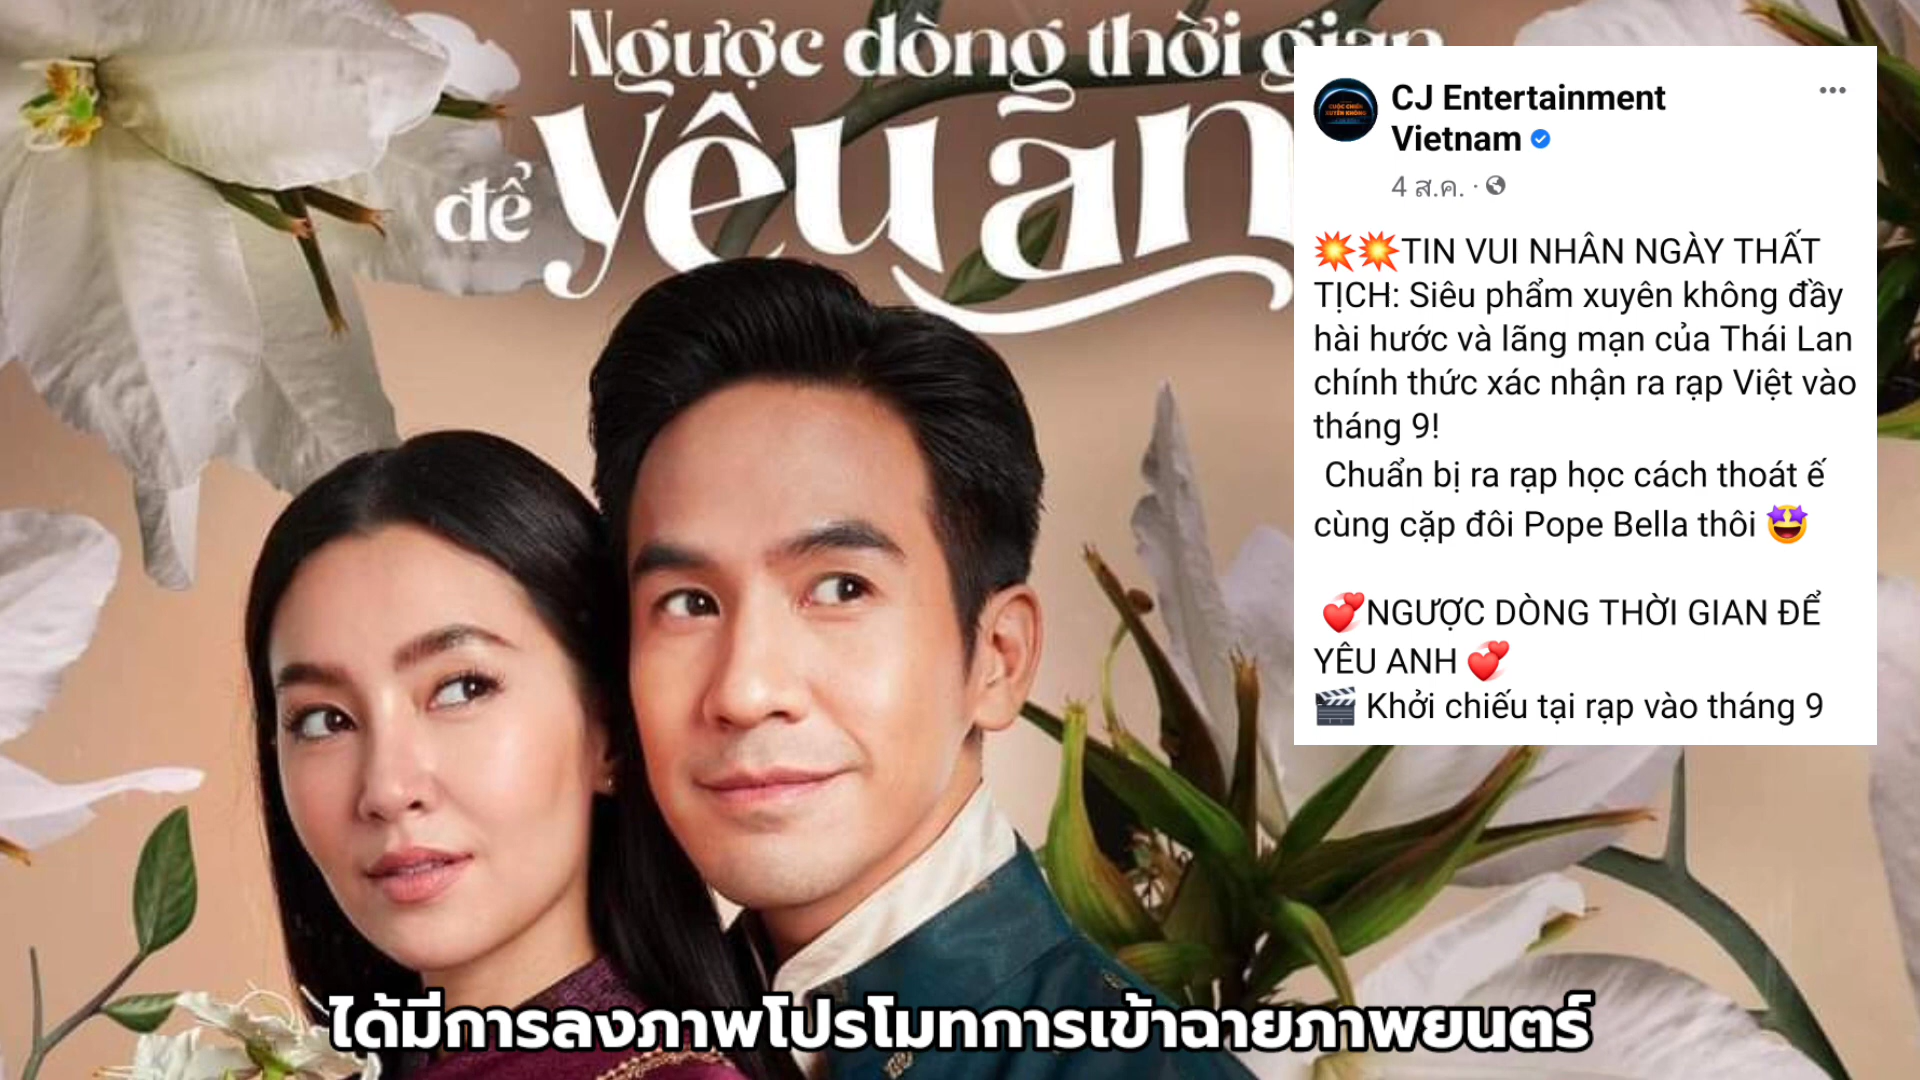 Ngược dòng thời gian
để yêu an
CJ Entertainment
Vietnam
4 ส.ค.
💥💥TIN VUI NHÂN NGÀY THẤT
TỊCH: Siêu phẩm xuyên không đầy
hài hước và lãng mạn của Thái Lan
chính thức xác nhận ra rạp Việt vào
tháng 9!
Chuẩn bị ra rạp học cách thoát ế
cùng cặp đôi Pope Bella thôi 🤩
💞NGƯỢC DÒNG THỜI GIAN ĐỂ
YÊU ANH 💞
🎬 Khởi chiếu tại rạp vào tháng 9
ได้มีการลงภาพโปรโมทการเข้าฉายภาพยนตร์